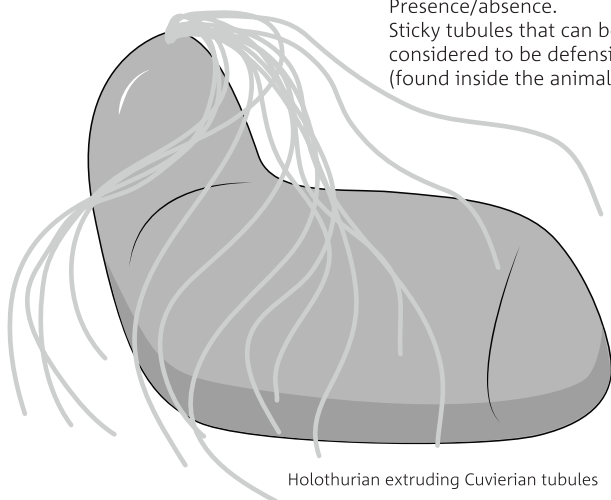 Presence/absence.
Sticky tubules that can
considered to be
(found inside the animal
Holothurian extruding Cuvierian tubules